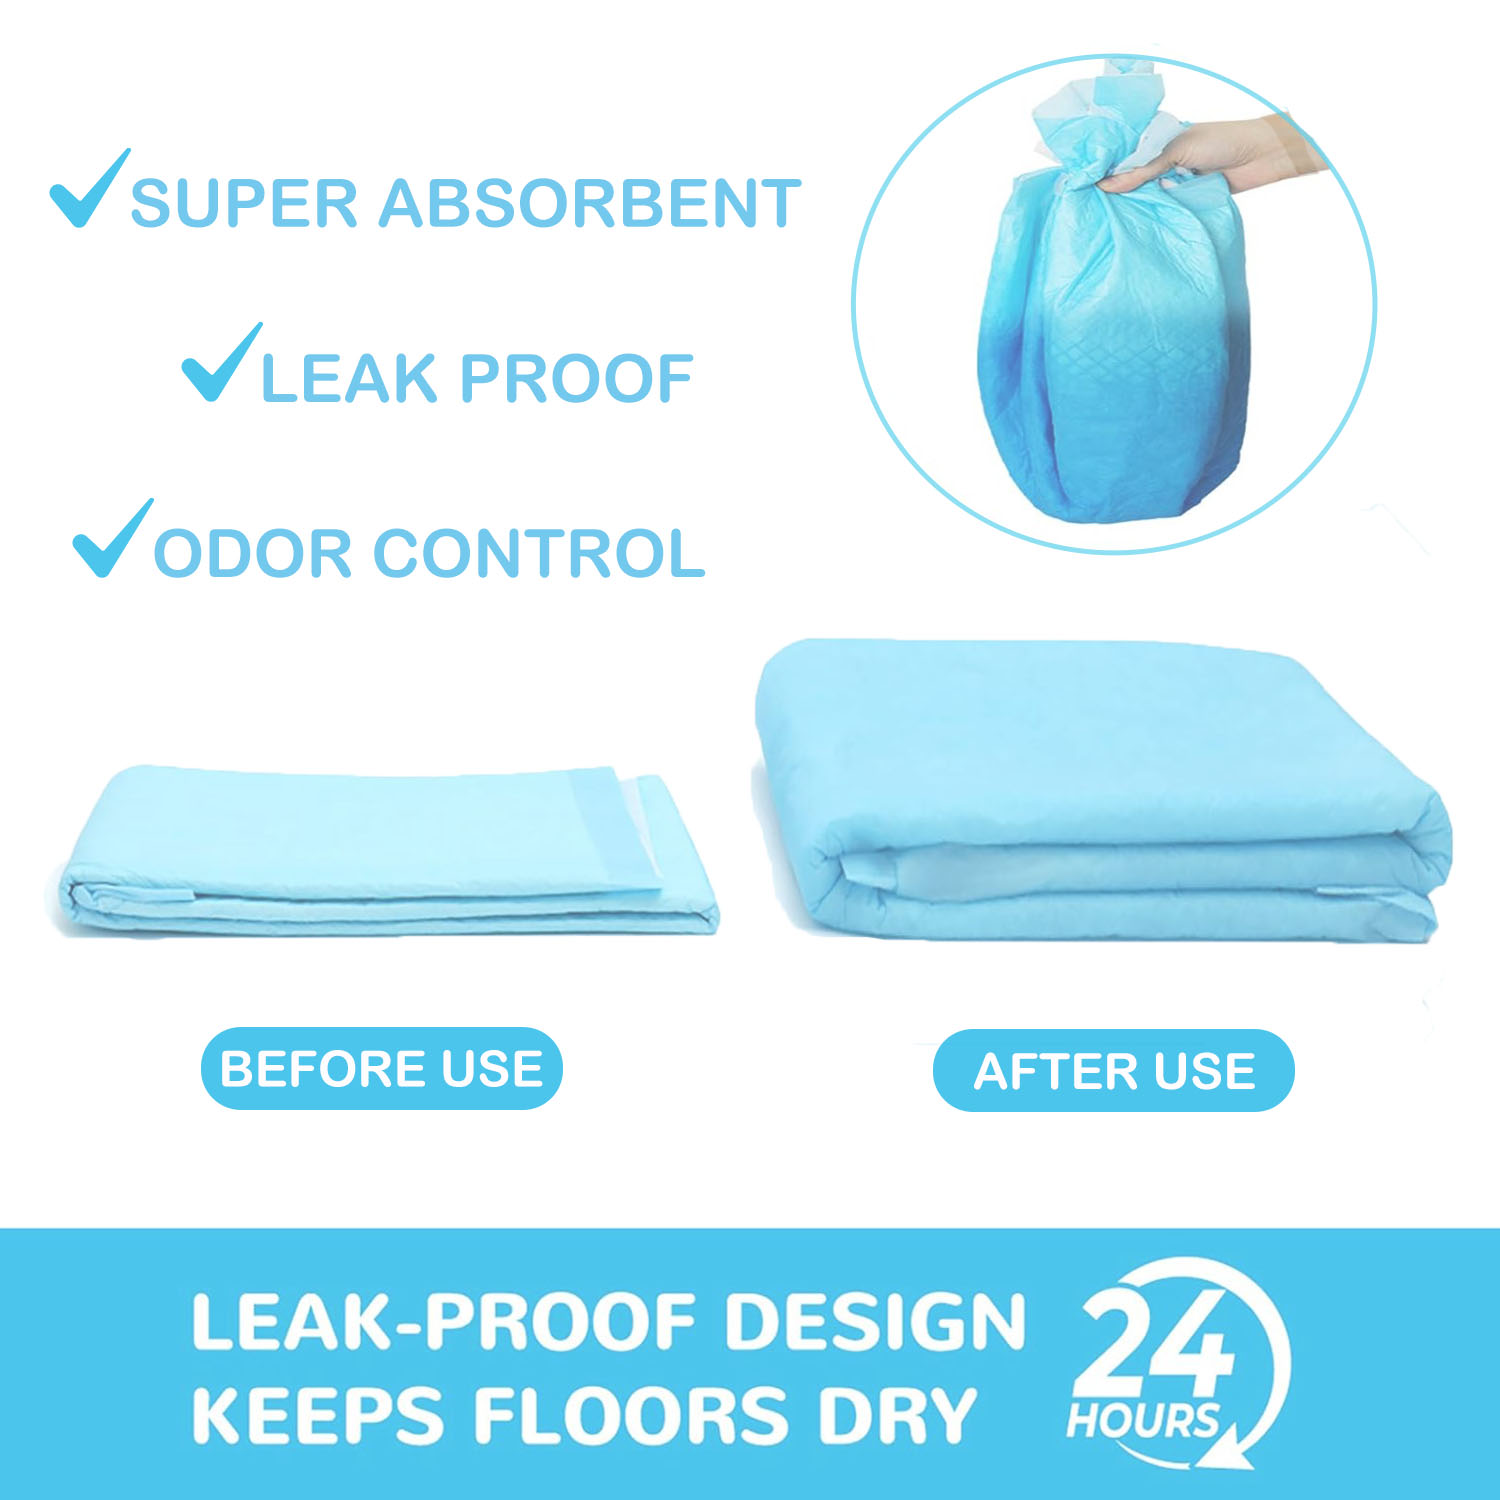 SUPER ABSORBENT
LEAK PROOF
ODOR CONTROL
BEFORE USE
AFTER USE
LEAK-PROOF DESIGN
KEEPS FLOORS DRY
24
HOURS